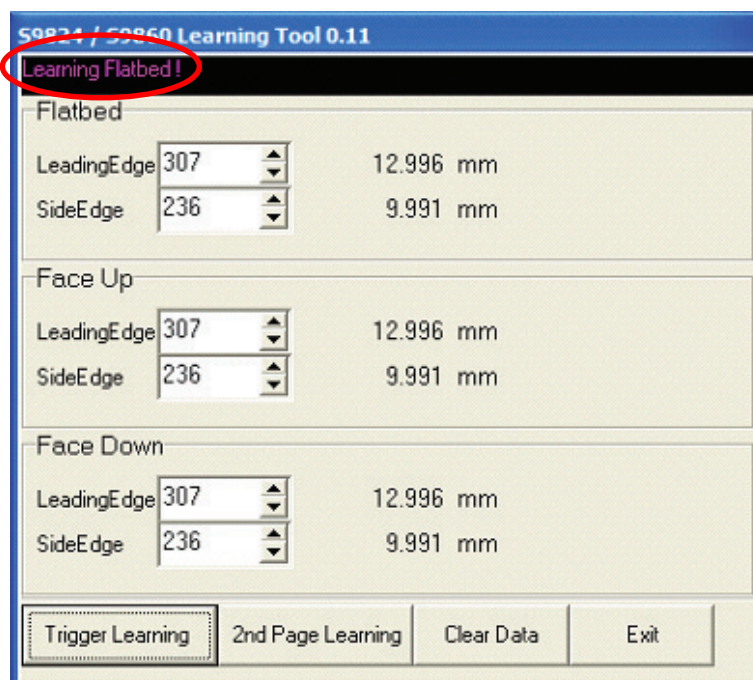 S9824 / S9860 Learning Tool 0.11
Learning Flatbed !
Flatbed
LeadingEdge 307 12.996 mm
SideEdge 236 9.991 mm
Face Up
LeadingEdge 307 12.996 mm
SideEdge 236 9.991 mm
Face Down
LeadingEdge 307 12.996 mm
SideEdge 236 9.991 mm
Trigger Learning 2nd Page Learning Clear Data Exit